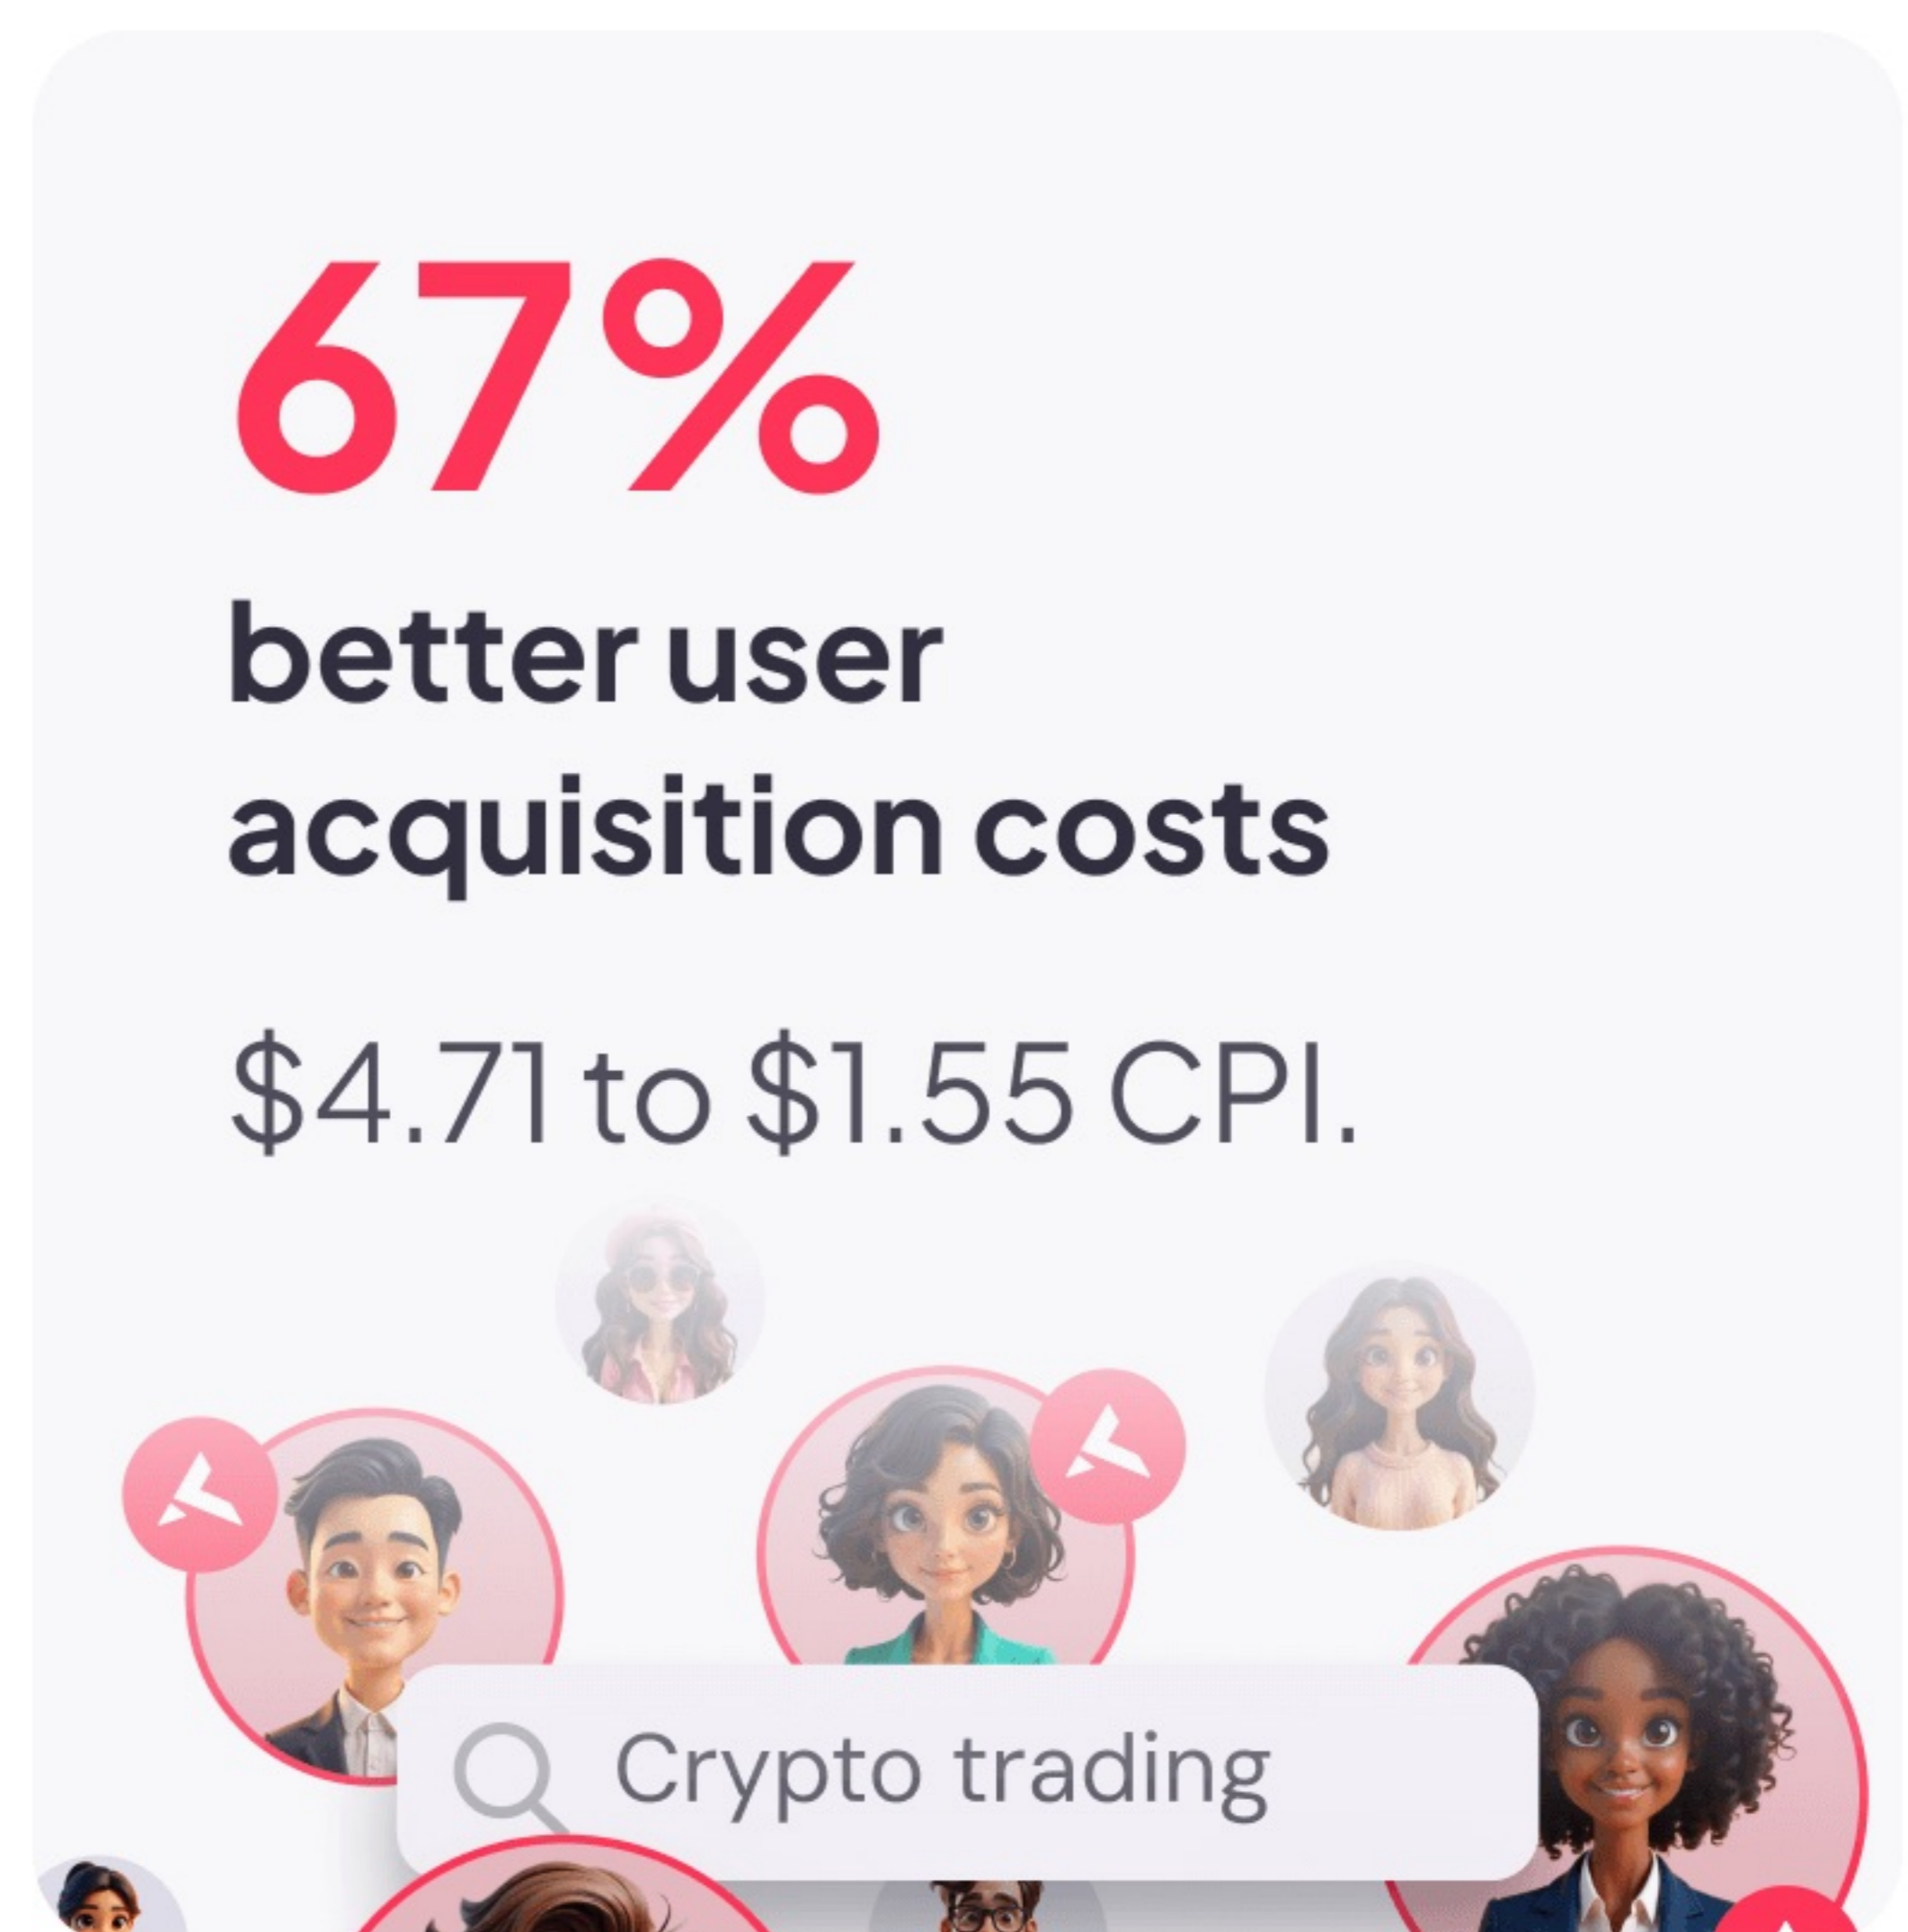 67%
better user
acquisition costs
$4.71 to $1.55 CPI.
Crypto trading